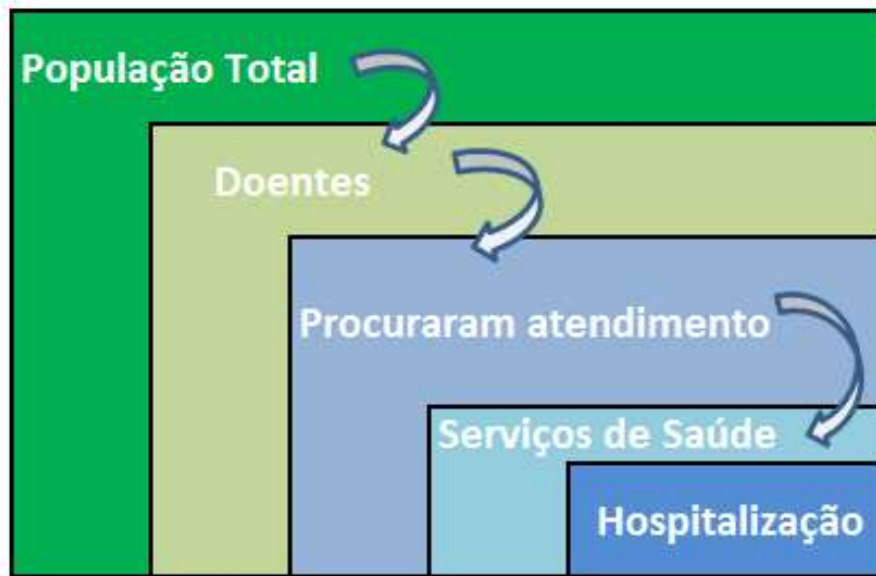 População Total
Doentes
Procuraram atendimento
Serviços de Saúde
Hospitalização